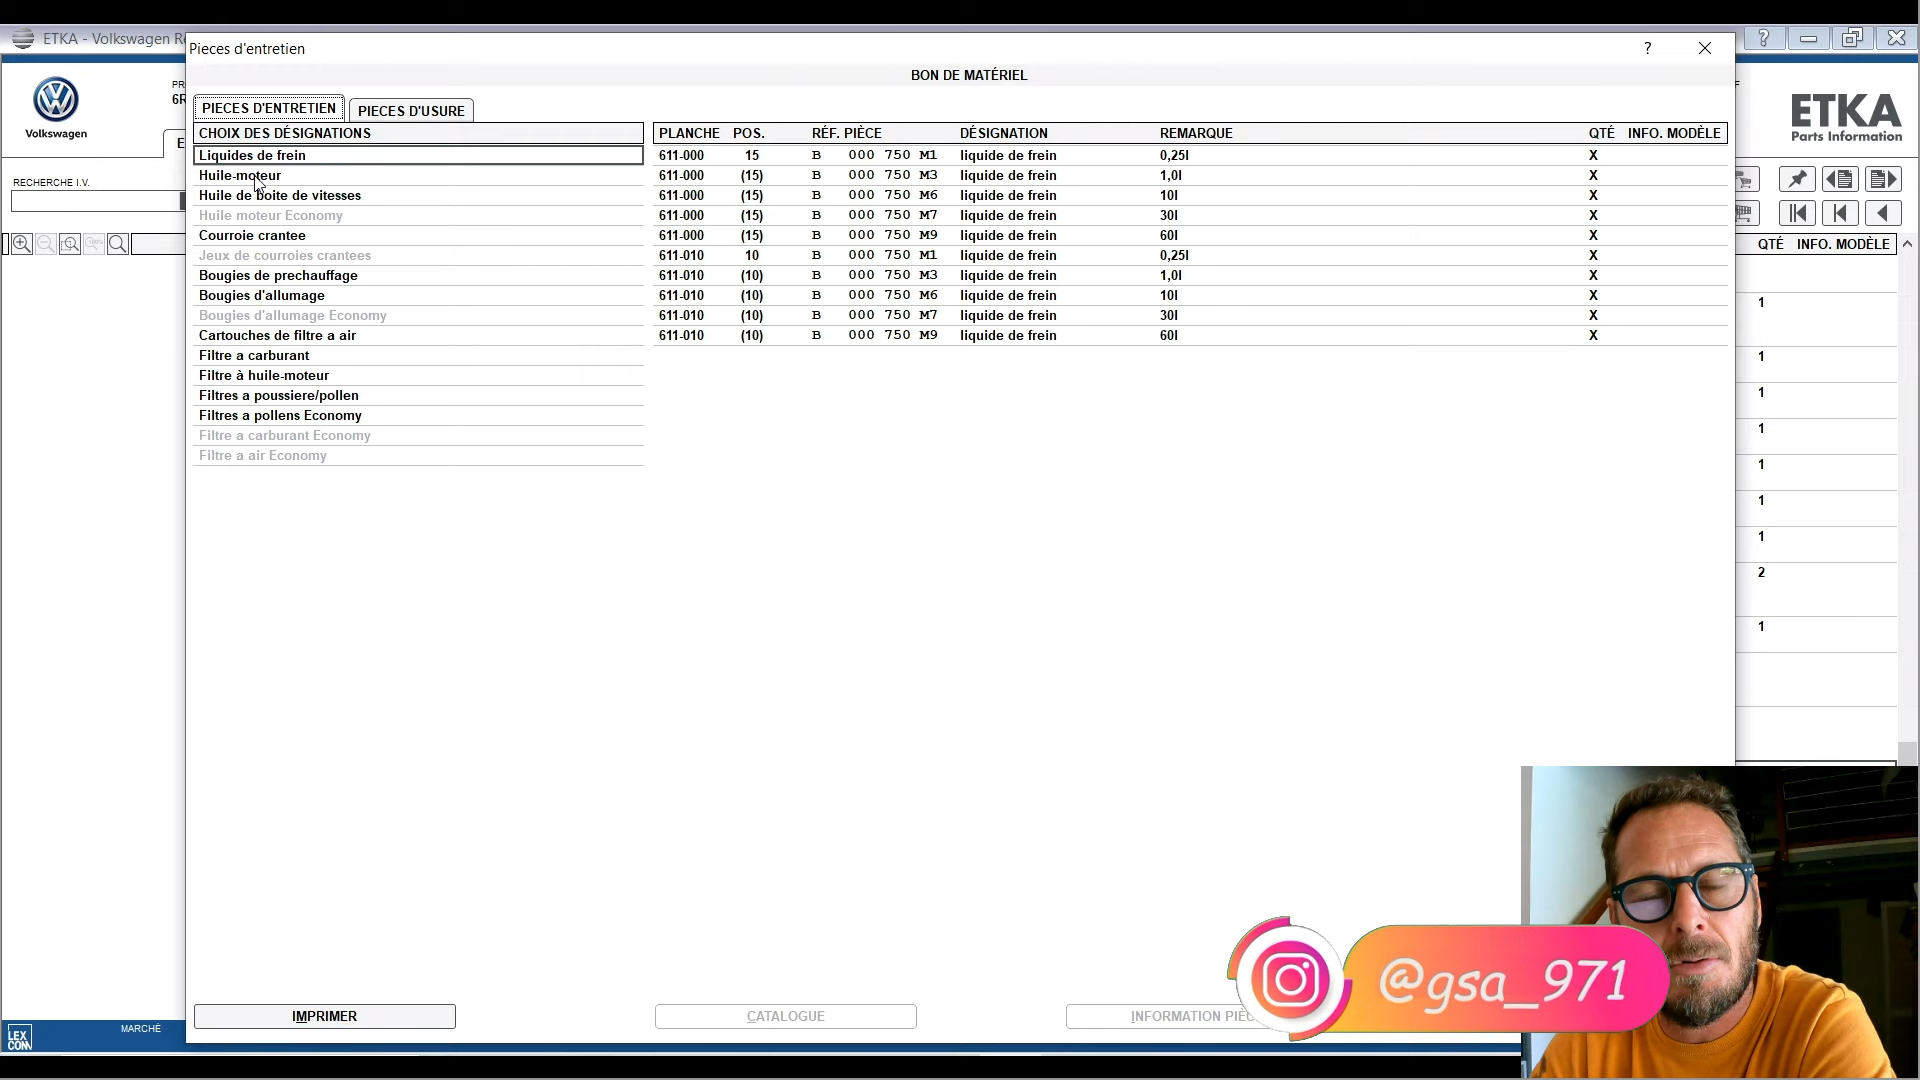 ETKA - Volkswagen Re
Pieces d'entretien
?
BON DE MATÉRIEL
PIECES D'ENTRETIEN
PIECES D'USURE
CHOIX DES DÉSIGNATIONS
Liquides de frein
Huile-moteur
Huile de boite de vitesses
Huile moteur Economy
Courroie crantee
Jeux de courroies crantees
Bougies de prechauffage
Bougies d'allumage
Bougies d'allumage Economy
Cartouches de filtre a air
Filtre a carburant
Filtre à huile-moteur
Filtres a poussiere/pollen
Filtres a pollens Economy
Filtre a carburant Economy
Filtre a air Economy
PLANCHE POS. RÉF. PIÈCE DÉSIGNATION REMARQUE QTÉ INFO. MODÈLE
611-000 15 B 000 750 M1 liquide de frein 0,25l X
611-000 (15) B 000 750 M3 liquide de frein 1,0l X
611-000 (15) B 000 750 M6 liquide de frein 10l X
611-000 (15) B 000 750 M7 liquide de frein 30l X
611-000 (15) B 000 750 M9 liquide de frein 60l X
611-010 10 B 000 750 M1 liquide de frein 0,25l X
611-010 (10) B 000 750 M3 liquide de frein 1,0l X
611-010 (10) B 000 750 M6 liquide de frein 10l X
611-010 (10) B 000 750 M7 liquide de frein 30l X
611-010 (10) B 000 750 M9 liquide de frein 60l X
IMPRIMER
CATALOGUE
INFORMATION PIÈC
Volkswagen
PR
6R
E
RECHERCHE I.V.
100%
ETKA
Parts Information
QTÉ INFO. MODÈLE
1
1
1
1
1
1
1
2
1
LEX
COM
MARCHÉ
@gsa_971